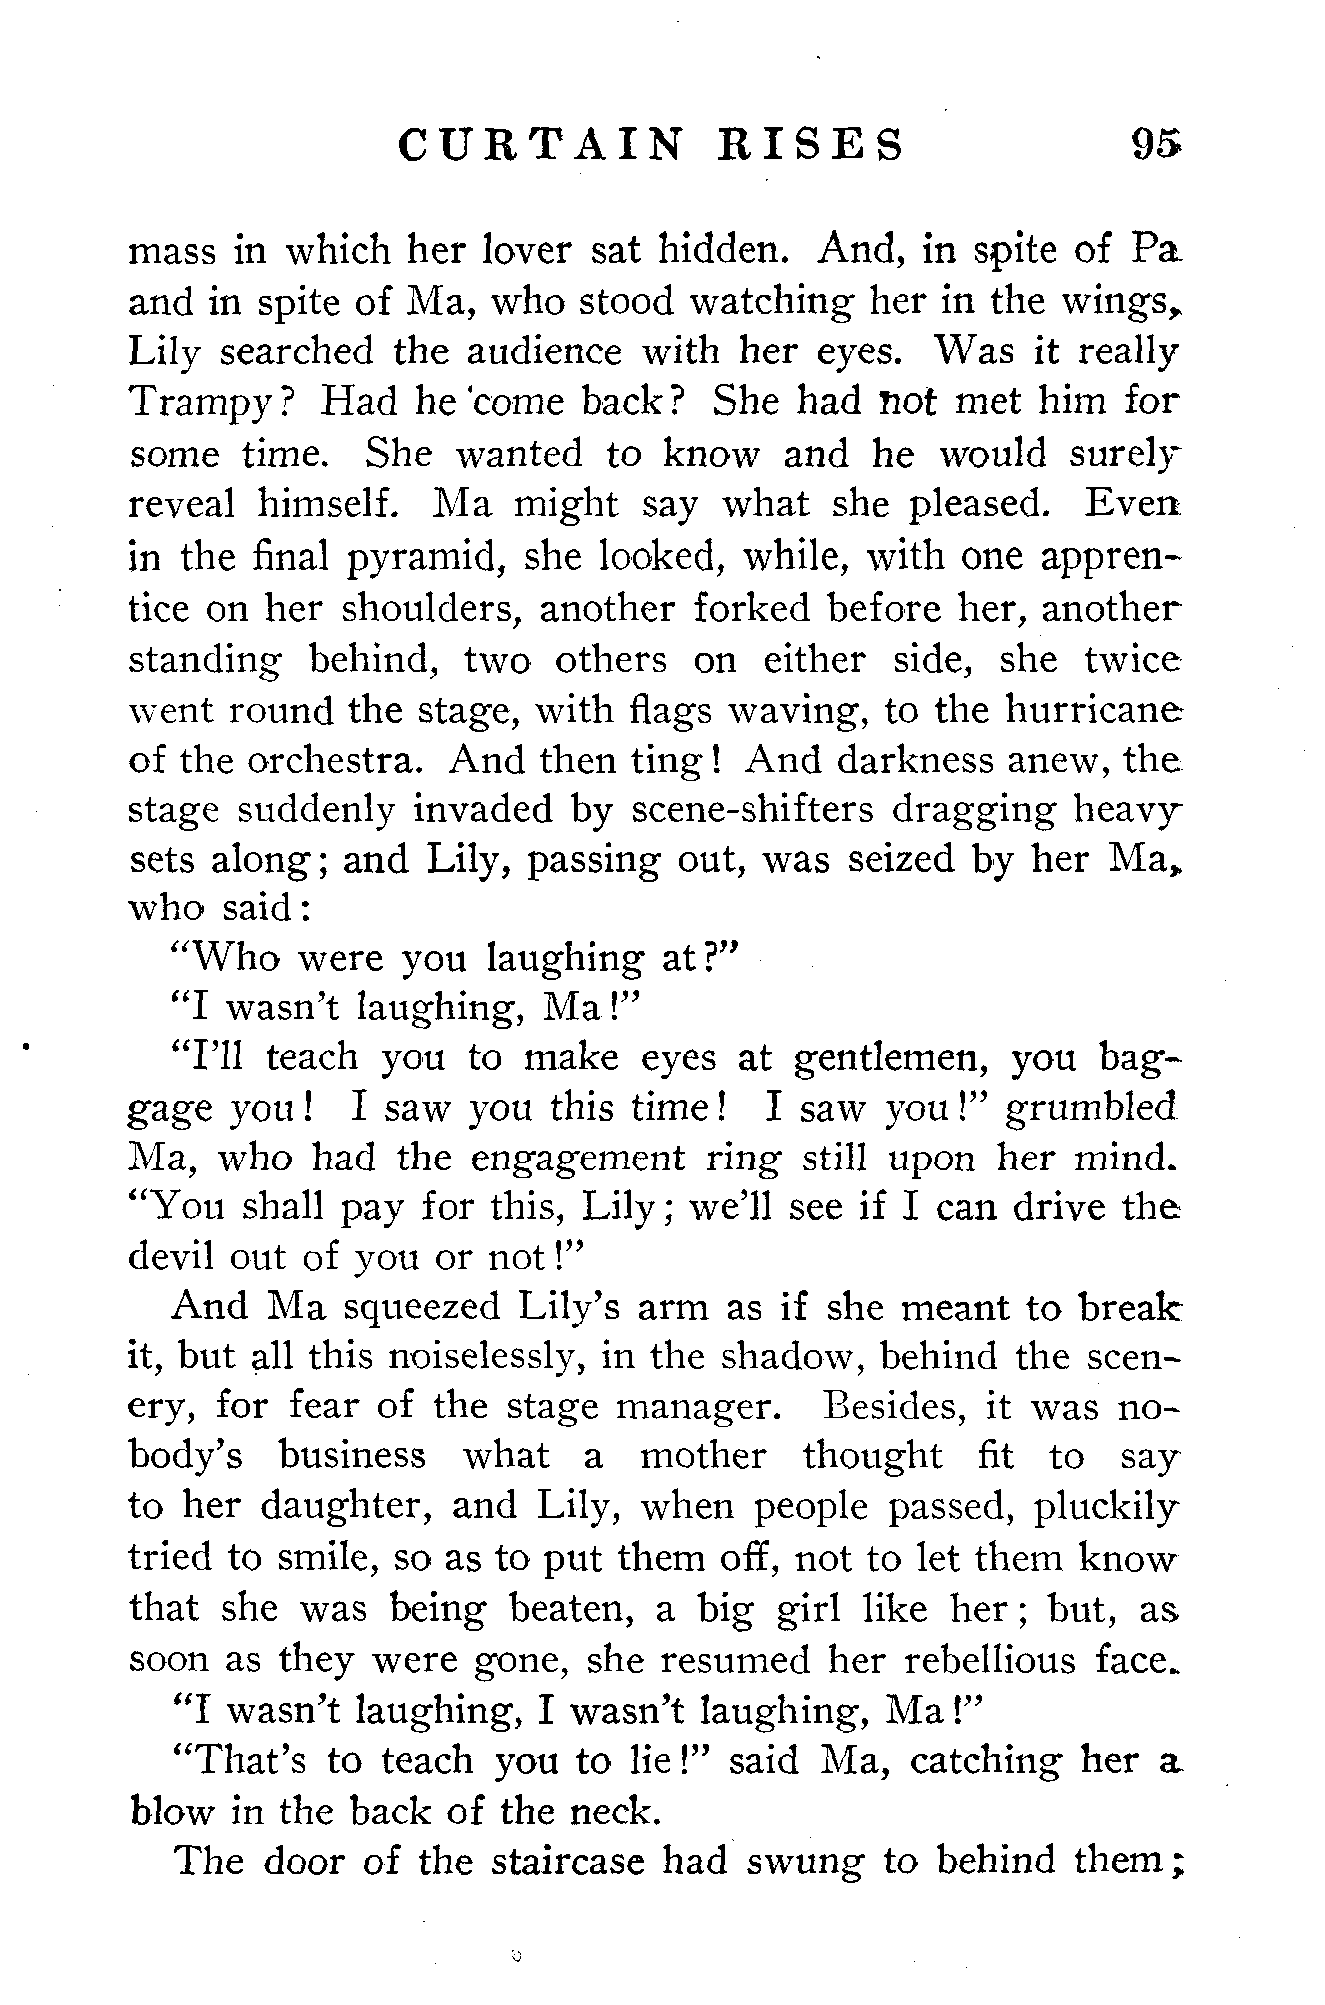 CURTAIN RISES 95
mass in which her lover sat hidden. And, in spite of Pa
and in spite of Ma, who stood watching her in the wings,
Lily searched the audience with her eyes. Was it really
Trampy? Had he come back? She had not met him for
some time. She wanted to know and he would surely
reveal himself. Ma might say what she pleased. Even
in the final pyramid, she looked, while, with one appren-
tice on her shoulders, another forked before her, another
standing behind, two others on either side, she twice
went round the stage, with flags waving, to the hurricane
of the orchestra. And then ting! And darkness anew, the
stage suddenly invaded by scene-shifters dragging heavy
sets along; and Lily, passing out, was seized by her Ma,
who said:
“Who were you laughing at?”
“I wasn’t laughing, Ma!”
“I’ll teach you to make eyes at gentlemen, you bag-
gage you! I saw you this time! I saw you!” grumbled
Ma, who had the engagement ring still upon her mind.
“You shall pay for this, Lily; we’ll see if I can drive the
devil out of you or not!”
And Ma squeezed Lily’s arm as if she meant to break
it, but all this noiselessly, in the shadow, behind the scen-
ery, for fear of the stage manager. Besides, it was no-
body’s business what a mother thought fit to say
to her daughter, and Lily, when people passed, pluckily
tried to smile, so as to put them off, not to let them know
that she was being beaten, a big girl like her; but, as
soon as they were gone, she resumed her rebellious face.
“I wasn’t laughing, I wasn’t laughing, Ma!”
“That’s to teach you to lie!” said Ma, catching her a
blow in the back of the neck.
The door of the staircase had swung to behind them;